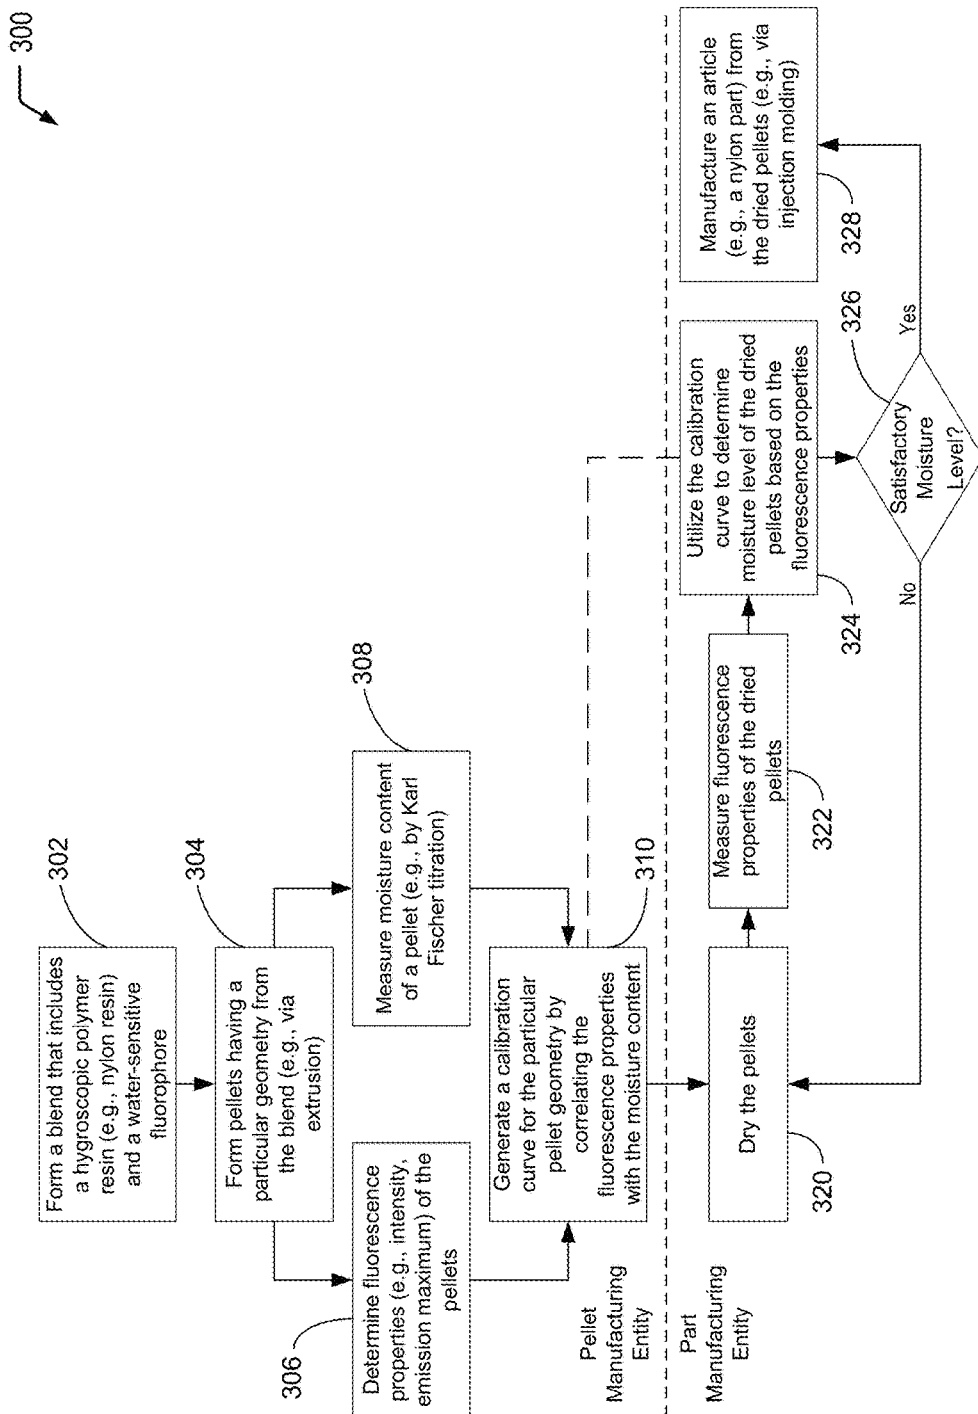 300
302
Form a blend that includes
a hygroscopic polymer
resin (e.g., nylon resin)
and a water-sensitive
fluorophore
304
Form pellets having a
particular geometry from
the blend (e.g., via
extrusion)
306
Determine fluorescence
properties (e.g., intensity,
emission maximum) of the
pellets
308
Measure moisture content
of a pellet (e.g., by Karl
Fischer titration)
310
Generate a calibration
curve for the particular
pellet geometry by
correlating the
fluorescence properties
with the moisture content
Pellet
Manufacturing
Entity
Part
Manufacturing
Entity
Dry the pellets
320
Measure fluorescence
properties of the dried
pellets
322
Utilize the calibration
curve to determine
moisture level of the dried
pellets based on the
fluorescence properties
324
326
Satisfactory
Moisture
Level?
No
Yes
Manufacture an article
(e.g., a nylon part) from
the dried pellets (e.g., via
injection molding)
328